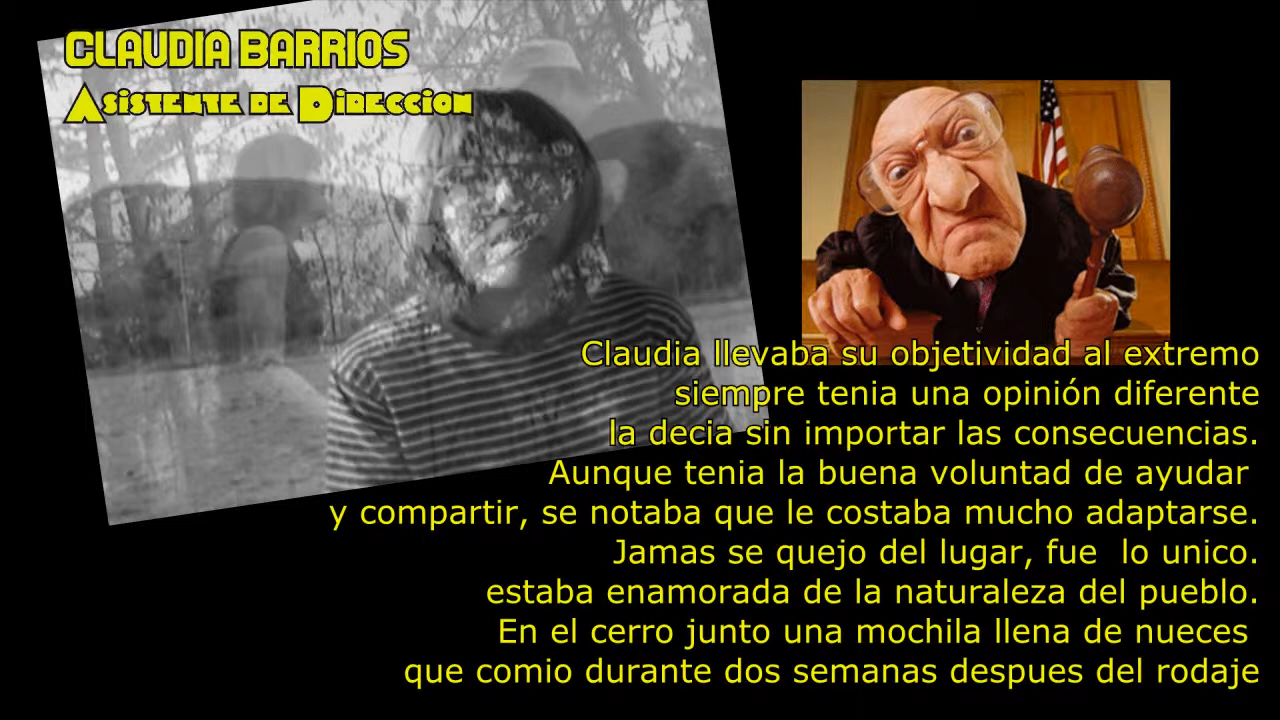 CLAUDIA BARRIOS
Asistente de Direccion
Claudia llevaba su objetividad al extremo
siempre tenia una opinión diferente
la decia sin importar las consecuencias.
Aunque tenia la buena voluntad de ayudar
y compartir, se notaba que le costaba mucho adaptarse.
Jamas se quejo del lugar, fue lo unico.
estaba enamorada de la naturaleza del pueblo.
En el cerro junto una mochila llena de nueces
que comio durante dos semanas despues del rodaje